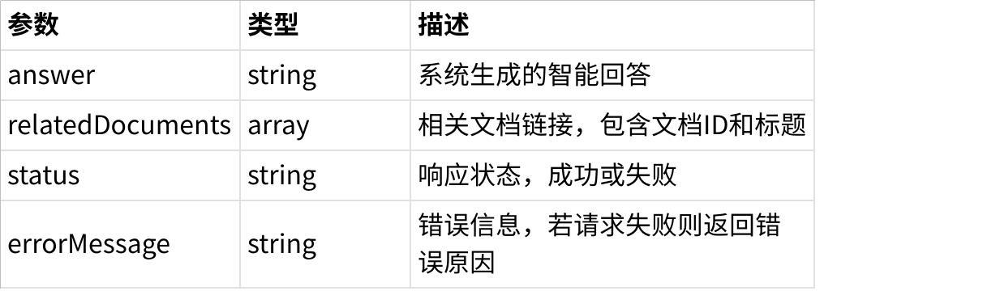 参数 类型 描述
answer string 系统生成的智能回答
relatedDocuments array 相关文档链接，包含文档ID和标题
status string 响应状态，成功或失败
errorMessage string 错误信息，若请求失败则返回错
误原因